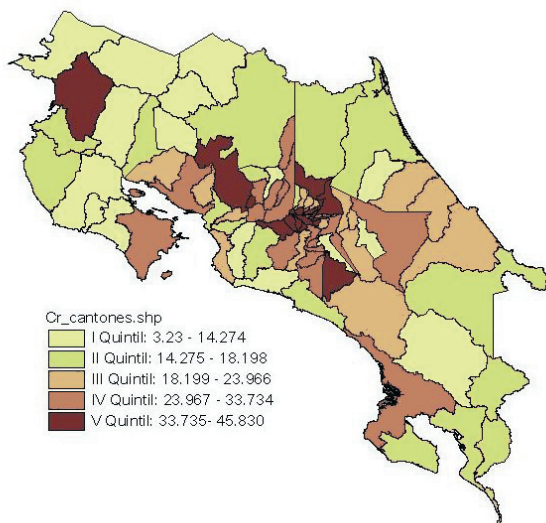 Cr_cantones.shp
I Quintil: 3.23 - 14.274
II Quintil: 14.275 - 18.198
III Quintil: 18.199 - 23.966
IV Quintil: 23.967 - 33.734
V Quintil: 33.735- 45.830